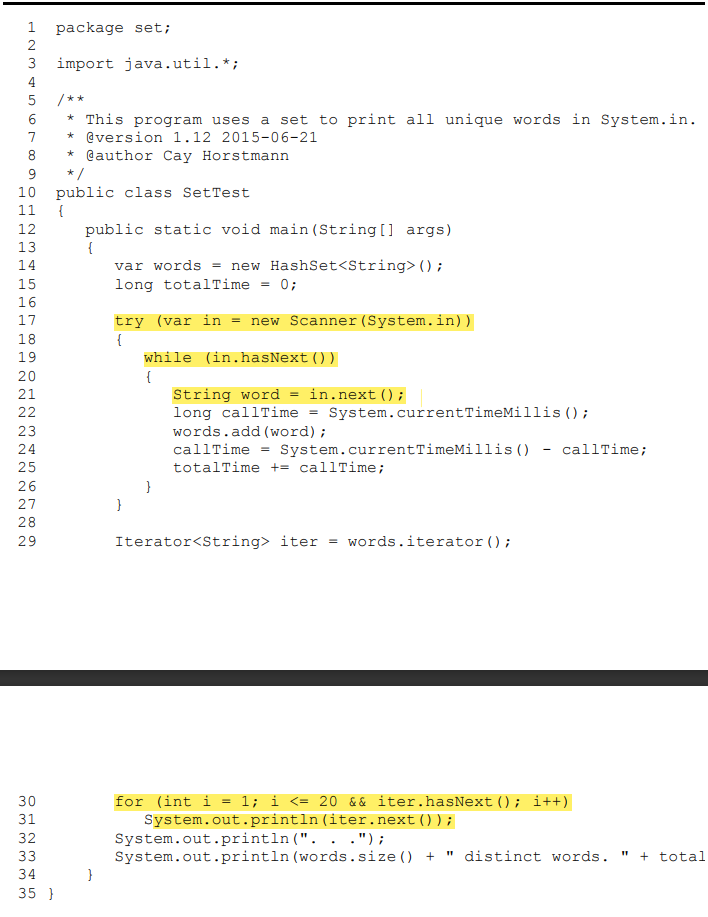 1 package set;
2
3 import java.util.*;
4
5 /**
6 * This program uses a set to print all unique words in System.in.
7 * @version 1.12 2015-06-21
8 * @author Cay Horstmann
9 */
10 public class SetTest
11 {
12 public static void main(String[] args)
13 {
14 var words = new HashSet<String>();
15 long totalTime = 0;
16
17 try (var in = new Scanner(System.in))
18 {
19 while (in.hasNext())
20 {
21 String word = in.next();
22 long callTime = System.currentTimeMillis();
23 words.add(word);
24 callTime = System.currentTimeMillis() - callTime;
25 totalTime += callTime;
26 }
27 }
28
29 Iterator<String> iter = words.iterator();
30 for (int i = 1; i <= 20 && iter.hasNext(); i++)
31 System.out.println(iter.next());
32 System.out.println(". . .");
33 System.out.println(words.size() + " distinct words. " + total
34 }
35 }